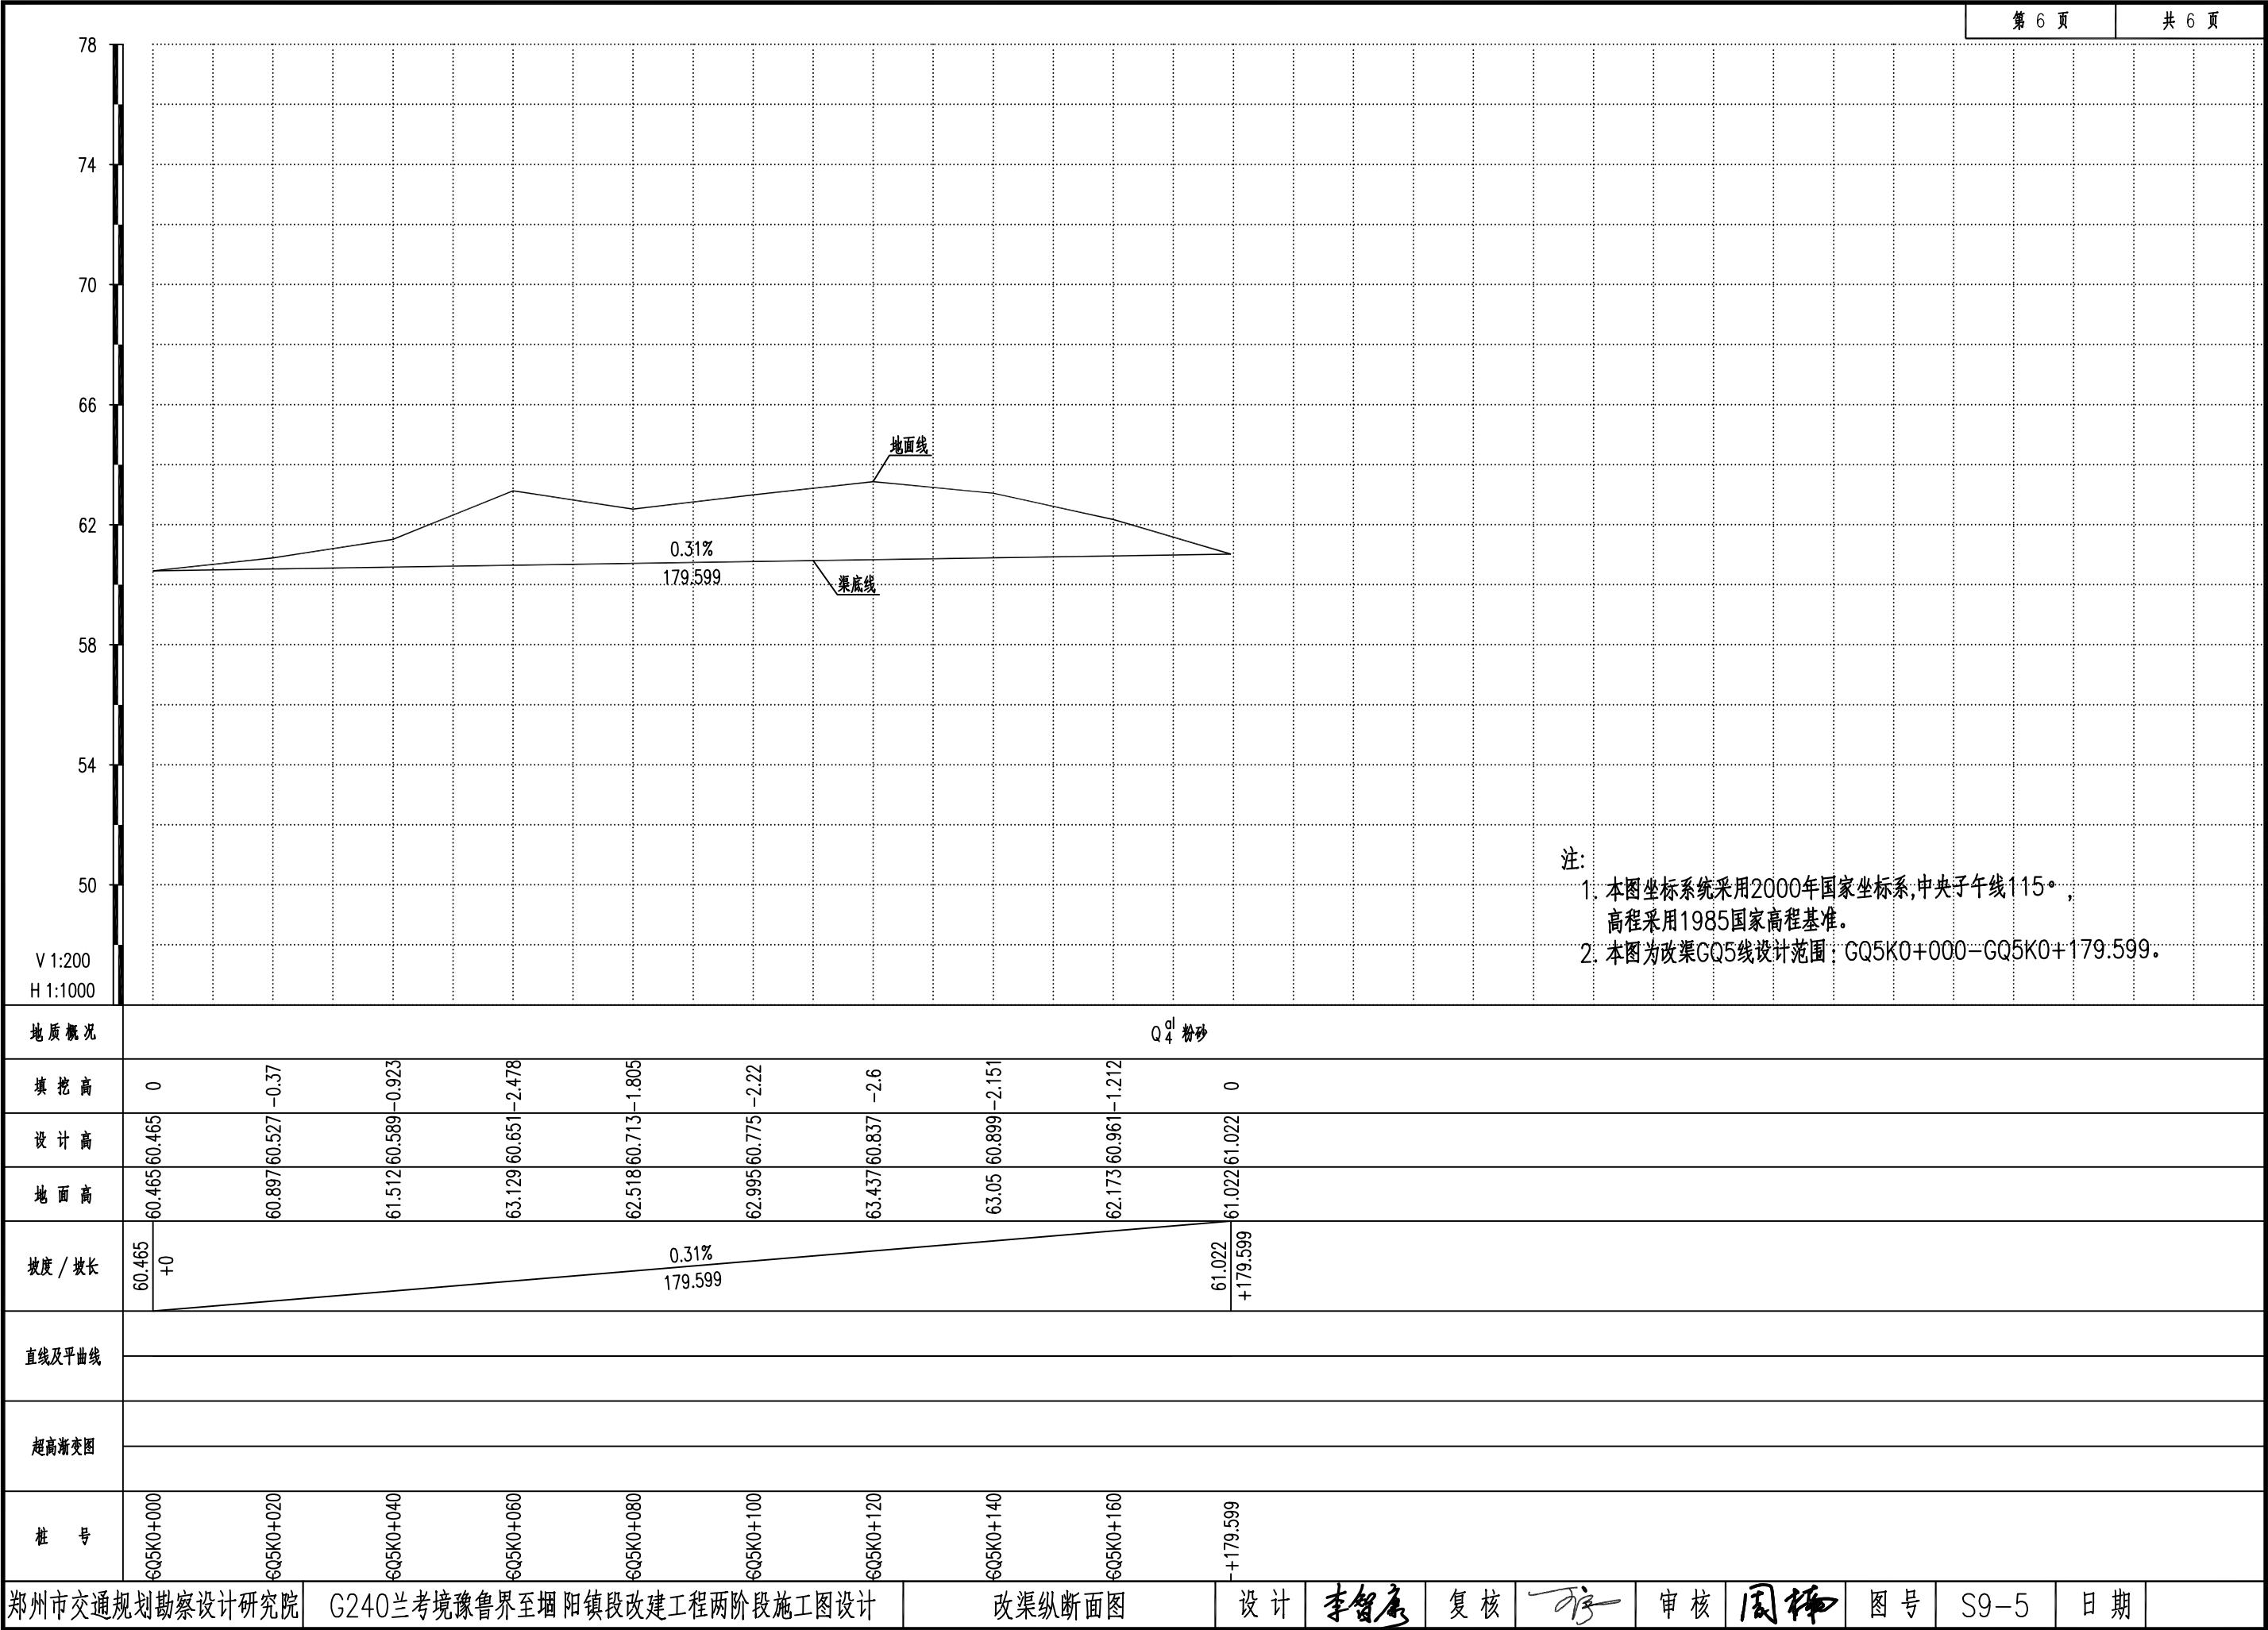 第 6 页
共 6 页
78
74
70
66
62
58
54
50
V 1:200
H 1:1000
地面线
0.31%
179.599
渠底线
注:
1. 本图坐标系统采用2000年国家坐标系,中央子午线115°,
高程采用1985国家高程基准。
2. 本图为改渠GQ5线设计范围：GQ5K0+000-GQ5K0+179.599。
地质概况
Q4al 粉砂
填挖高 0 -0.37 -0.923 -2.478 -1.805 -2.22 -2.6 -2.151 -1.212 0
设计高 60.465 60.527 60.589 60.651 60.713 60.775 60.837 60.899 60.961 61.022
地面高 60.465 60.897 61.512 63.129 62.518 62.995 63.437 63.05 62.173 61.022
坡度 / 坡长 60.465 +0 0.31% 179.599 61.022 +179.599
直线及平曲线
超高渐变图
桩 号 GQ5K0+000 GQ5K0+020 GQ5K0+040 GQ5K0+060 GQ5K0+080 GQ5K0+100 GQ5K0+120 GQ5K0+140 GQ5K0+160 +179.599
郑州市交通规划勘察设计研究院 G240兰考境豫鲁界至堌阳镇段改建工程两阶段施工图设计 改渠纵断面图 设计 李智康 复核 审核 周楠 图号 S9-5 日期